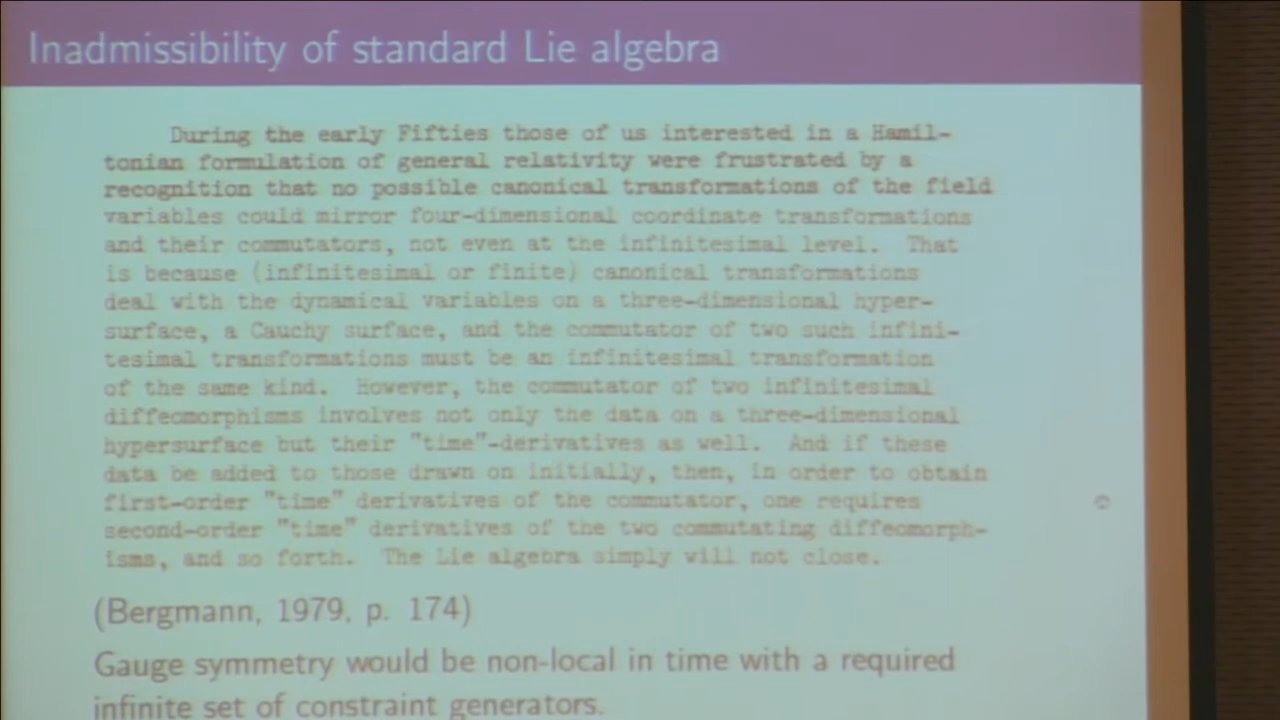 Inadmissibility of standard Lie algebra
During the early Fifties those of us interested in a Hamil-
tonian formulation of general relativity were frustrated by a
recognition that no possible canonical transformations of the field
variables could mirror four-dimensional coordinate transformations
and their commutators, not even at the infinitesimal level. That
is because (infinitesimal or finite) canonical transformations
deal with the dynamical variables on a three-dimensional hyper-
surface, a Cauchy surface, and the commutator of two such infini-
tesimal transformations must be an infinitesimal transformation
of the same kind. However, the commutator of two infinitesimal
diffeomorphisms involves not only the data on a three-dimensional
hypersurface but their "time"-derivatives as well. And if these
data be added to those drawn on initially, then, in order to obtain
first-order "time" derivatives of the commutator, one requires
second-order "time" derivatives of the two commutating diffeomorph-
isms, and so forth. The Lie algebra simply will not close.
(Bergmann, 1979, p. 174)
Gauge symmetry would be non-local in time with a required
infinite set of constraint generators.